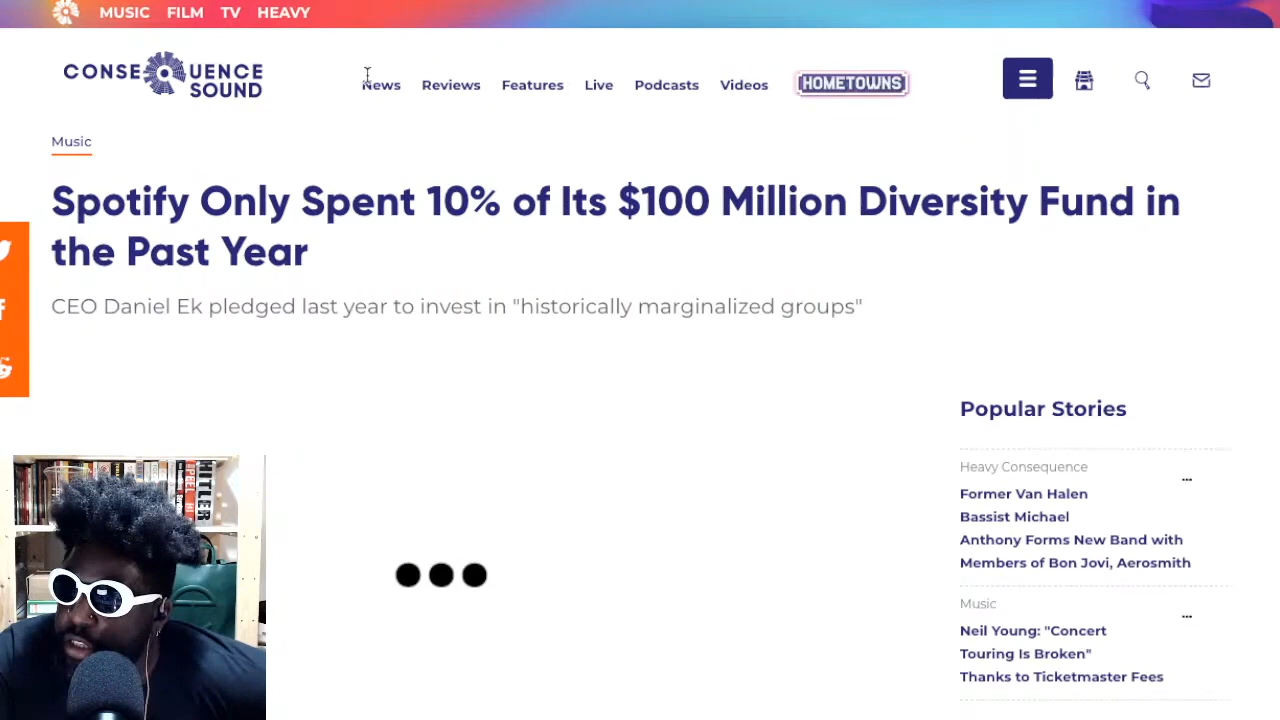 MUSIC FILM TV HEAVY
CONSEQUENCE
SOUND
News Reviews Features Live Podcasts Videos HOMETOWNS
Music
Spotify Only Spent 10% of Its $100 Million Diversity Fund in
the Past Year
CEO Daniel Ek pledged last year to invest in "historically marginalized groups"
Popular Stories
Heavy Consequence
Former Van Halen
Bassist Michael
Anthony Forms New Band with
Members of Bon Jovi, Aerosmith
Music
Neil Young: "Concert
Touring Is Broken"
Thanks to Ticketmaster Fees
HITLER
SPEER